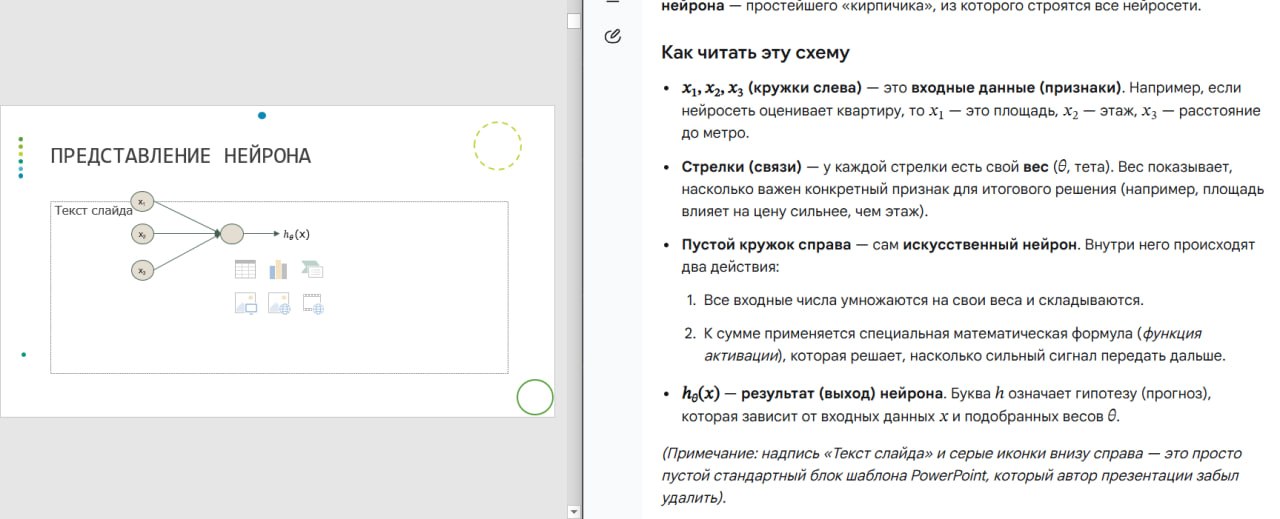 ПРЕДСТАВЛЕНИЕ НЕЙРОНА
Текст слайда
x₁
x₂
x₃
hθ(x)
нейрона — простейшего «кирпичика», из которого строятся все нейросети.
Как читать эту схему
• x₁, x₂, x₃ (кружки слева) — это входные данные (признаки). Например, если
нейросеть оценивает квартиру, то x₁ — это площадь, x₂ — этаж, x₃ — расстояние
до метро.
• Стрелки (связи) — у каждой стрелки есть свой вес (θ, тета). Вес показывает,
насколько важен конкретный признак для итогового решения (например, площадь
влияет на цену сильнее, чем этаж).
• Пустой кружок справа — сам искусственный нейрон. Внутри него происходят
два действия:
1. Все входные числа умножаются на свои веса и складываются.
2. К сумме применяется специальная математическая формула (функция
активации), которая решает, насколько сильный сигнал передать дальше.
• hθ(x) — результат (выход) нейрона. Буква h означает гипотезу (прогноз),
которая зависит от входных данных x и подобранных весов θ.
(Примечание: надпись «Текст слайда» и серые иконки внизу справа — это просто
пустой стандартный блок шаблона PowerPoint, который автор презентации забыл
удалить).